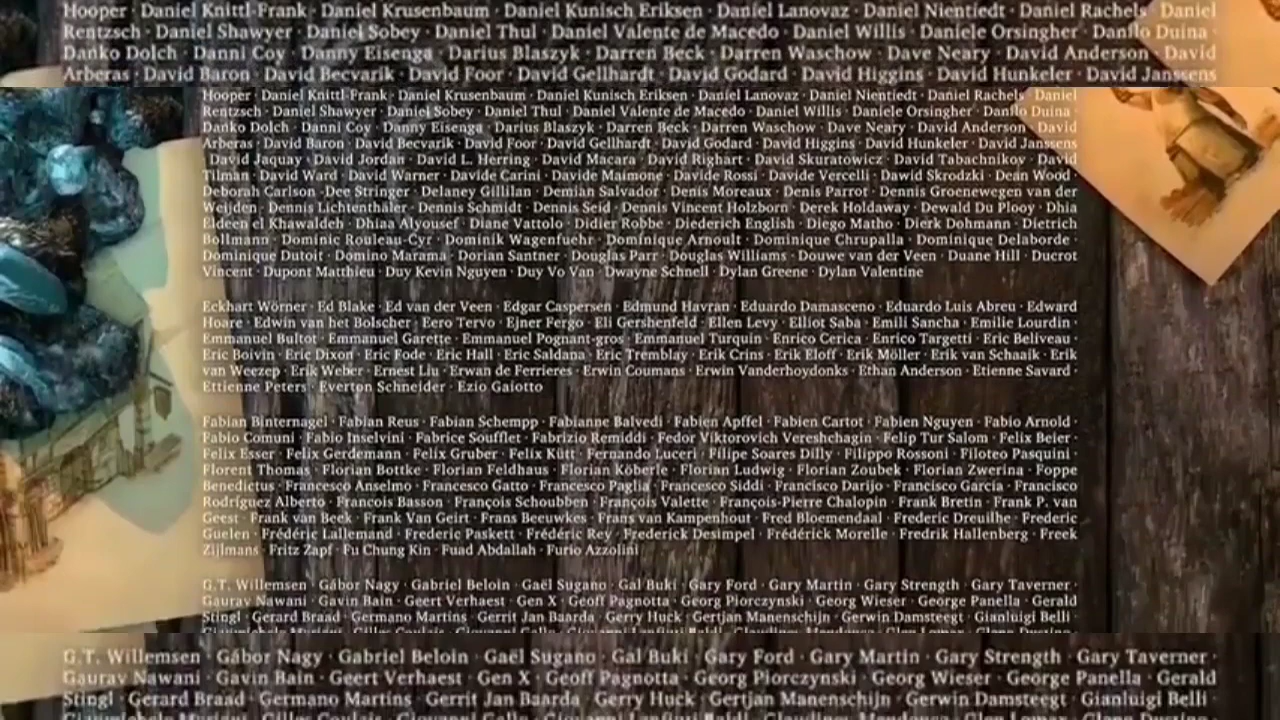 Hooper · Daniel Knittl-Frank · Daniel Krusenbaum · Daniel Kunisch Eriksen · Daniel Lanovaz · Daniel Nientiedt · Daniel Rachels · Daniel
Rentzsch · Daniel Shawyer · Daniel Sobey · Daniel Thul · Daniel Valente de Macedo · Daniel Willis · Daniele Orsingher · Danilo Duina ·
Danko Dolch · Danni Coy · Danny Eisenga · Darius Blaszyk · Darren Beck · Darren Waschow · Dave Neary · David Anderson · David
Arberas · David Baron · David Becvarik · David Foor · David Gellhardt · David Godard · David Higgins · David Hunkeler · David Janssens
Hooper · Daniel Knittl-Frank · Daniel Krusenbaum · Daniel Kunisch Eriksen · Daniel Lanovaz · Daniel Nientiedt · Daniel Rachels · Daniel
Rentzsch · Daniel Shawyer · Daniel Sobey · Daniel Thul · Daniel Valente de Macedo · Daniel Willis · Daniele Orsingher · Danilo Duina ·
Danko Dolch · Danni Coy · Danny Eisenga · Darius Blaszyk · Darren Beck · Darren Waschow · Dave Neary · David Anderson · David
Arberas · David Baron · David Becvarik · David Foor · David Gellhardt · David Godard · David Higgins · David Hunkeler · David Janssens
· David Jaquay · David Jordan · David L. Herring · David Macara · David Righart · David Skuratowicz · David Tabachnikov · David
Tilman · David Ward · David Warner · Davide Carini · Davide Maimone · Davide Rossi · Davide Vercelli · Dawid Skrodzki · Dean Wood ·
Deborah Carlson · Dee Stringer · Delaney Gillilan · Demian Salvador · Denis Moreaux · Denis Parrot · Dennis Groenewegen van der
Weijden · Dennis Lichtenthäler · Dennis Schmidt · Dennis Seid · Dennis Vincent Holzborn · Derek Holdaway · Dewald Du Plooy · Dhia
Eldeen el Khawaldeh · Dhiaa Alyousef · Diane Vattolo · Didier Robbe · Diederich English · Diego Matho · Dierk Dohmann · Dietrich
Bollmann · Dominic Rouleau-Cyr · Dominik Wagenfuehr · Dominique Arnoult · Dominique Chrupalla · Dominique Delaborde ·
Dominique Dutoit · Domino Marama · Dorian Santner · Douglas Parr · Douglas Williams · Douwe van der Veen · Duane Hill · Ducrot
Vincent · Dupont Matthieu · Duy Kevin Nguyen · Duy Vo Van · Dwayne Schnell · Dylan Greene · Dylan Valentine
Eckhart Wörner · Ed Blake · Ed van der Veen · Edgar Caspersen · Edmund Havran · Eduardo Damasceno · Eduardo Luis Abreu · Edward
Hoare · Edwin van het Bolscher · Eero Tervo · Ejner Fergo · Eli Gershenfeld · Ellen Levy · Elliot Saba · Emili Sancha · Emilie Lourdin ·
Emmanuel Bultot · Emmanuel Garette · Emmanuel Pognant-gros · Emmanuel Turquin · Enrico Cerica · Enrico Targetti · Eric Beliveau ·
Eric Boivin · Eric Dixon · Eric Fode · Eric Hall · Eric Saldana · Eric Tremblay · Erik Crins · Erik Eloff · Erik Möller · Erik van Schaaik · Erik
van Weezep · Erik Weber · Ernest Liu · Erwan de Ferrieres · Erwin Coumans · Erwin Vanderhoydonks · Ethan Anderson · Etienne Savard ·
Ettienne Peters · Everton Schneider · Ezio Gaiotto
Fabian Binternagel · Fabian Reus · Fabian Schempp · Fabianne Balvedi · Fabien Apffel · Fabien Cartot · Fabien Nguyen · Fabio Arnold ·
Fabio Comuni · Fabio Inselvini · Fabrice Soufflet · Fabrizio Remiddi · Fedor Viktorovich Vereshchagin · Felip Tur Salom · Felix Beier ·
Felix Esser · Felix Gerdemann · Felix Gruber · Felix Kütt · Fernando Luceri · Filipe Soares Dilly · Filippo Rossoni · Filoteo Pasquini ·
Florent Thomas · Florian Bottke · Florian Feldhaus · Florian Köberle · Florian Ludwig · Florian Zoubek · Florian Zwerina · Foppe
Benedictus · Francesco Anselmo · Francesco Gatto · Francesco Paglia · Francesco Siddi · Francisco Darijo · Francisco Garcia · Francisco
Rodríguez Alberto · Francois Basson · François Schoubben · François Valette · François-Pierre Chalopin · Frank Bretin · Frank P. van
Geest · Frank van Beek · Frank Van Geirt · Frans Beeuwkes · Frans van Kampenhout · Fred Bloemendaal · Frederic Dreuilhe · Frederic
Guelen · Frédéric Lallemand · Frederic Paskett · Frédéric Rey · Frederick Desimpel · Frédérick Morelle · Fredrik Hallenberg · Freek
Zijlmans · Fritz Zapf · Fu Chung Kin · Fuad Abdallah · Furio Azzolini
G.T. Willemsen · Gábor Nagy · Gabriel Beloin · Gaël Sugano · Gal Buki · Gary Ford · Gary Martin · Gary Strength · Gary Taverner ·
Gaurav Nawani · Gavin Bain · Geert Verhaest · Gen X · Geoff Pagnotta · Georg Piorczynski · Georg Wieser · George Panella · Gerald
Stingl · Gerard Braad · Germano Martins · Gerrit Jan Baarda · Gerry Huck · Gertjan Manenschijn · Gerwin Damsteegt · Gianluigi Belli ·
G.T. Willemsen · Gábor Nagy · Gabriel Beloin · Gaël Sugano · Gal Buki · Gary Ford · Gary Martin · Gary Strength · Gary Taverner ·
Gaurav Nawani · Gavin Bain · Geert Verhaest · Gen X · Geoff Pagnotta · Georg Piorczynski · Georg Wieser · George Panella · Gerald
Stingl · Gerard Braad · Germano Martins · Gerrit Jan Baarda · Gerry Huck · Gertjan Manenschijn · Gerwin Damsteegt · Gianluigi Belli